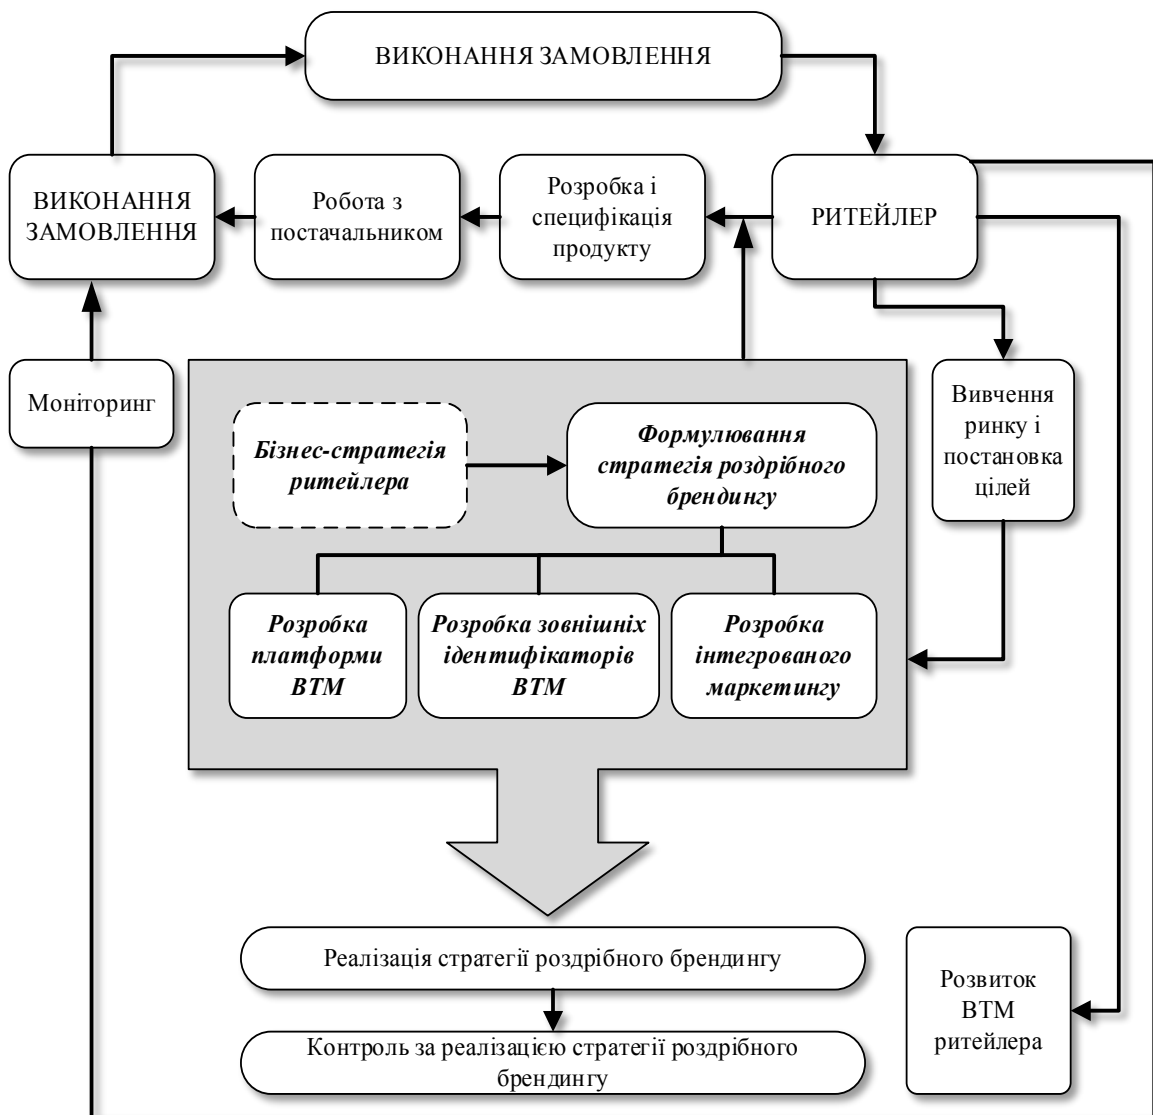 ВИКОНАННЯ ЗАМОВЛЕННЯ
ВИКОНАННЯ
ЗАМОВЛЕННЯ
Робота з
постачальником
Розробка і
специфікація
продукту
РИТЕЙЛЕР
Моніторинг
Бізнес-стратегія
ритейлера
Формулювання
стратегія роздрібного
брендингу
Вивчення
ринку і
постановка
цілей
Розробка
платформи
ВТМ
Розробка зовнішніх
ідентифікаторів
ВТМ
Розробка
інтегрованого
маркетингу
Реалізація стратегії роздрібного брендингу
Контроль за реалізацією стратегії роздрібного
брендингу
Розвиток
ВТМ
ритейлера